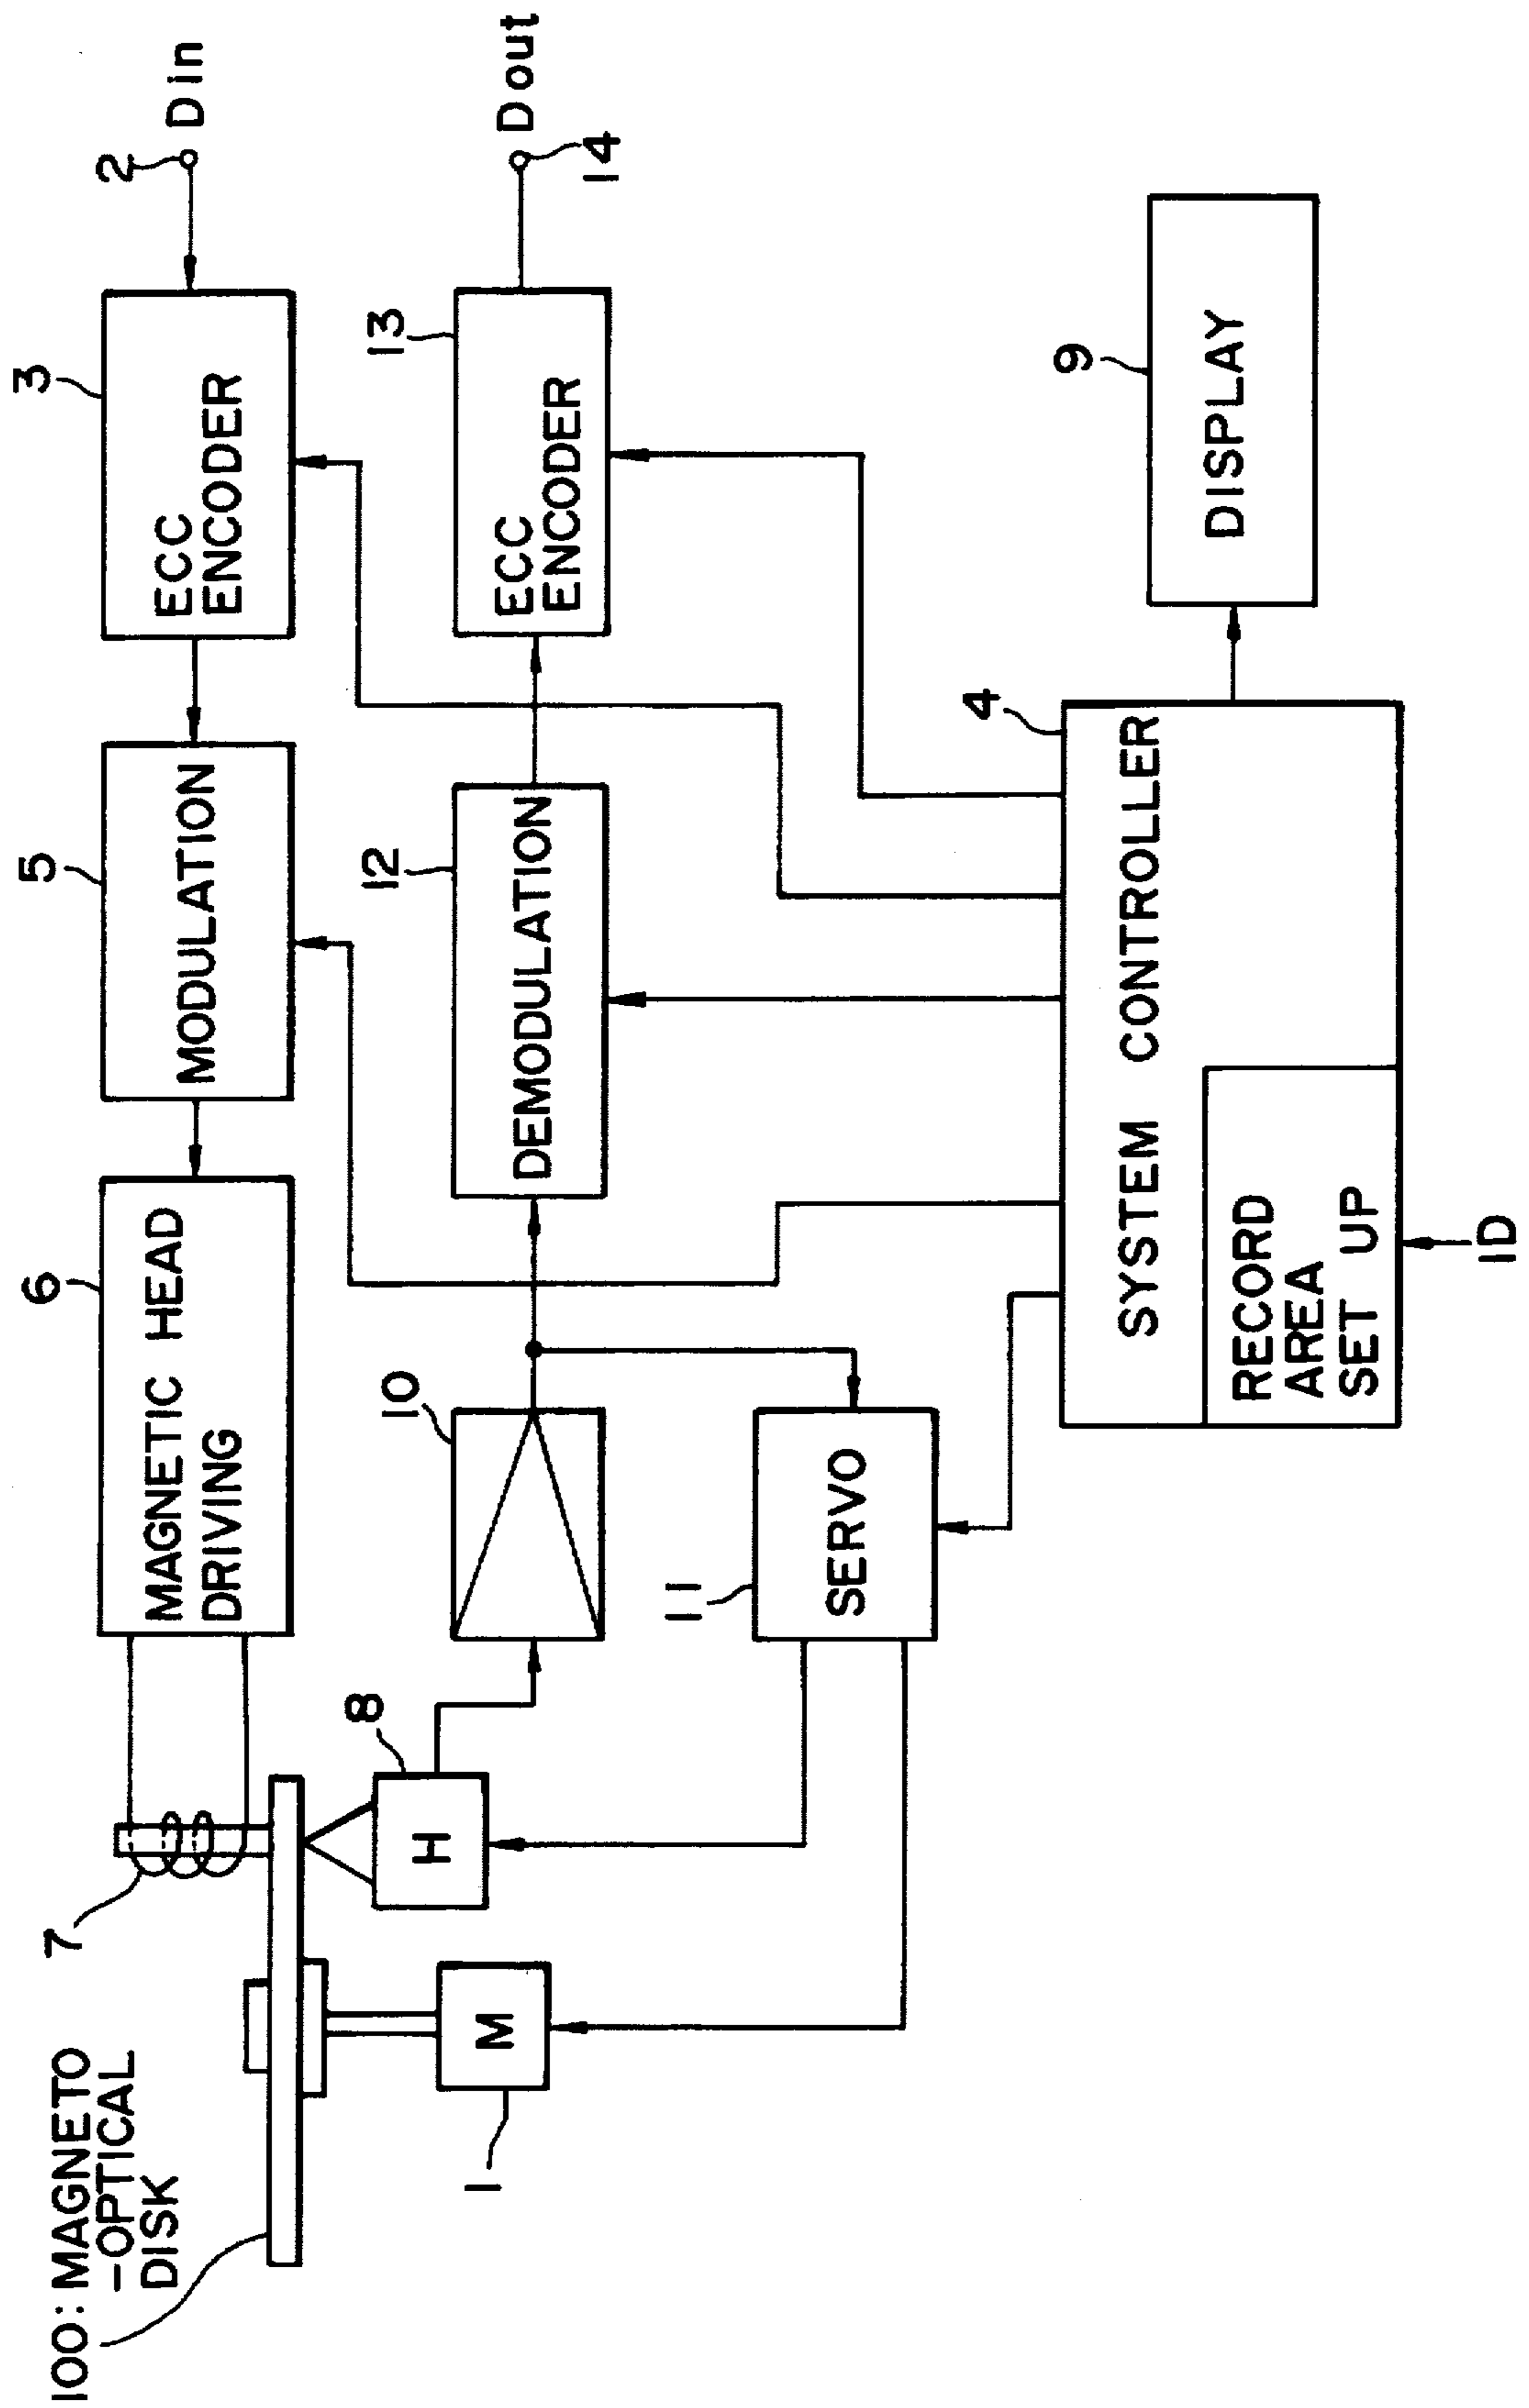 100: MAGNETO
-OPTICAL
DISK
7
6
MAGNETIC HEAD
DRIVING
5
MODULATION
3
ECC
ENCODER
2
Din
1
M
8
H
10
12
DEMODULATION
13
ECC
ENCODER
14
Dout
11
SERVO
4
SYSTEM CONTROLLER
RECORD
AREA
SET UP
ID
9
DISPLAY